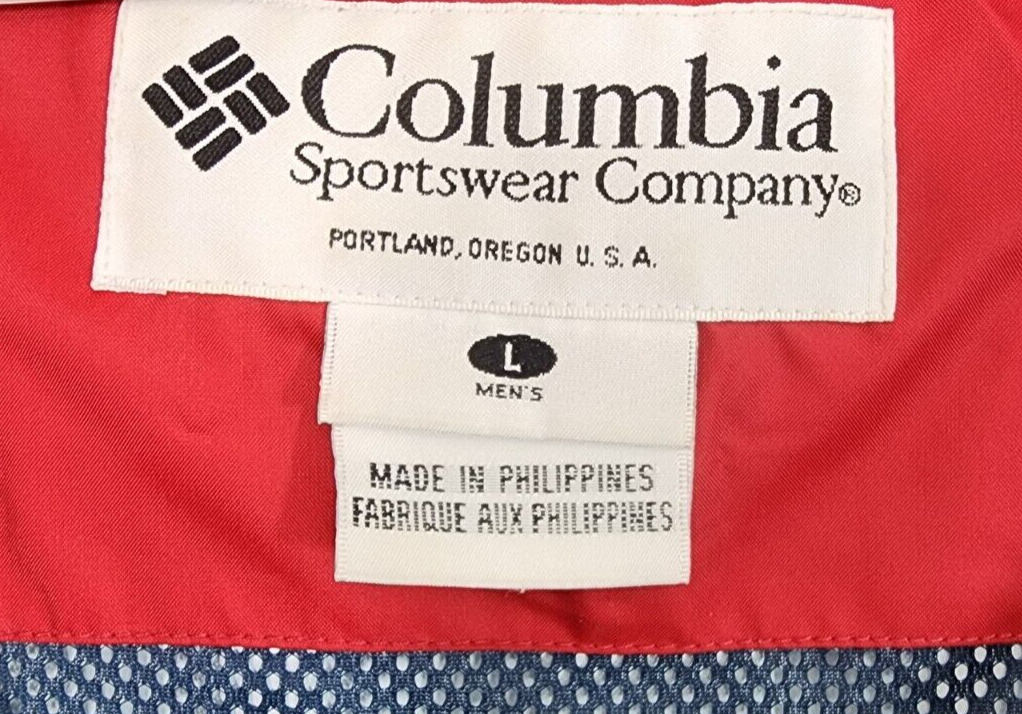 Columbia
Sportswear Company®
PORTLAND, OREGON U. S. A.
L
MEN'S
MADE IN PHILIPPINES
FABRIQUE AUX PHILIPPINES